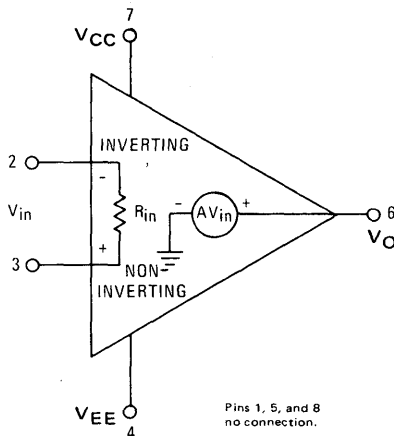 7
VCC
INVERTING
2
-
Vin
Rin
- AVin +
6
VO
3
+
NON-
INVERTING
VEE
4
Pins 1, 5, and 8
no connection.